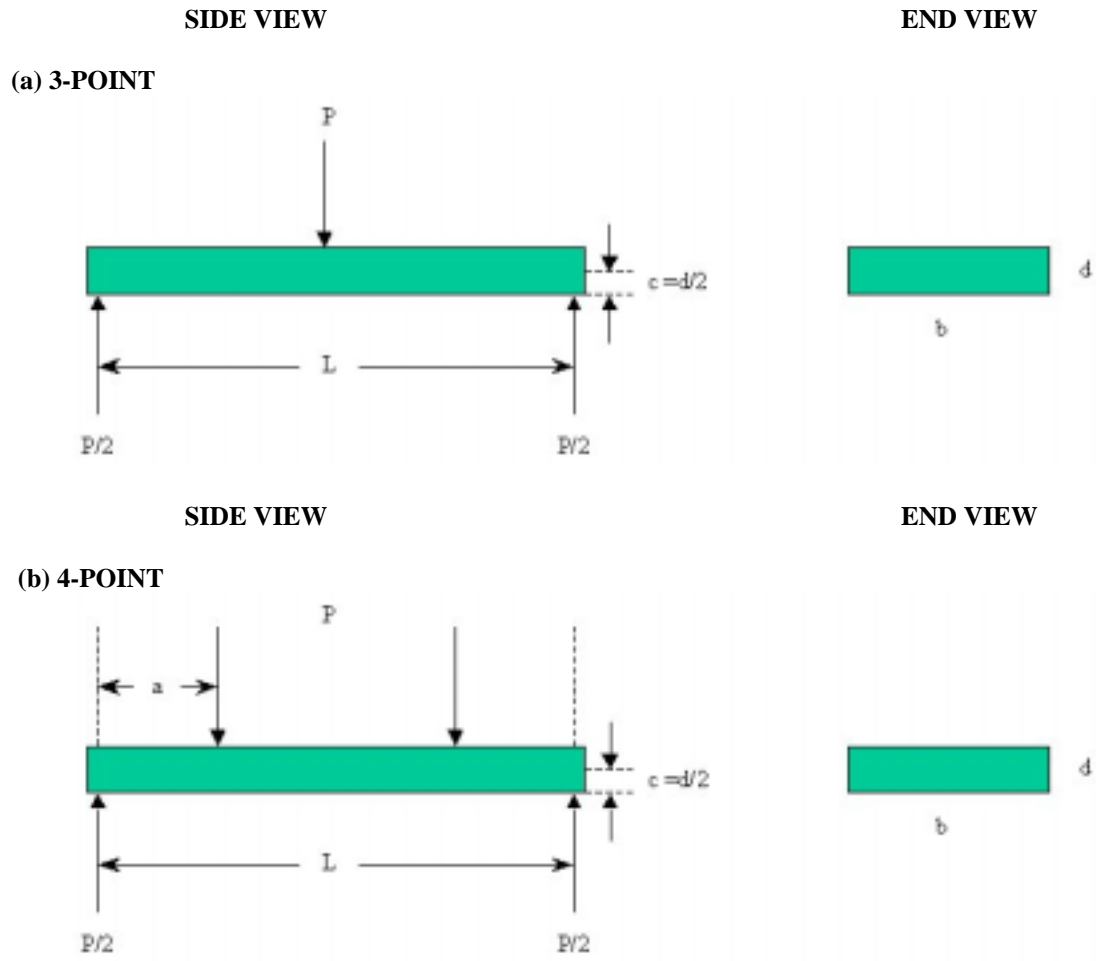 SIDE VIEW END VIEW
(a) 3-POINT
P
c=d/2
d
b
L
P/2 P/2
SIDE VIEW END VIEW
(b) 4-POINT
P
a
c=d/2
d
b
L
P/2 P/2